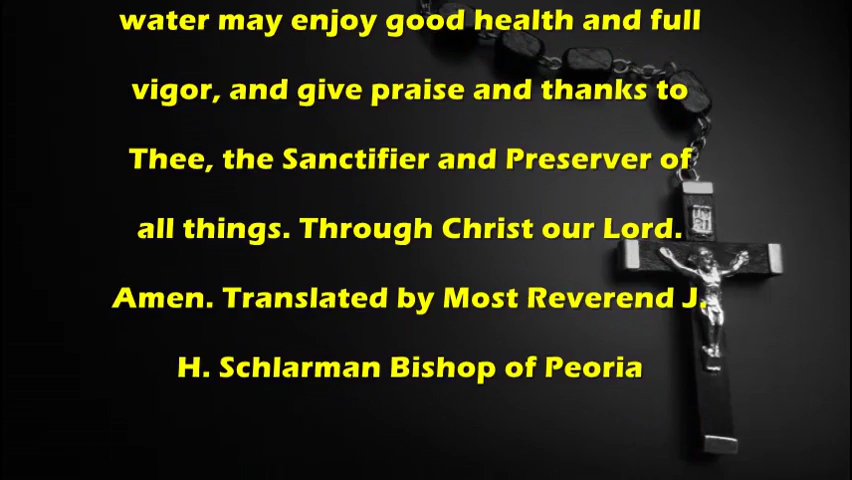 water may enjoy good health and full
vigor, and give praise and thanks to
Thee, the Sanctifier and Preserver of
all things. Through Christ our Lord.
Amen. Translated by Most Reverend J.
H. Schlarman Bishop of Peoria